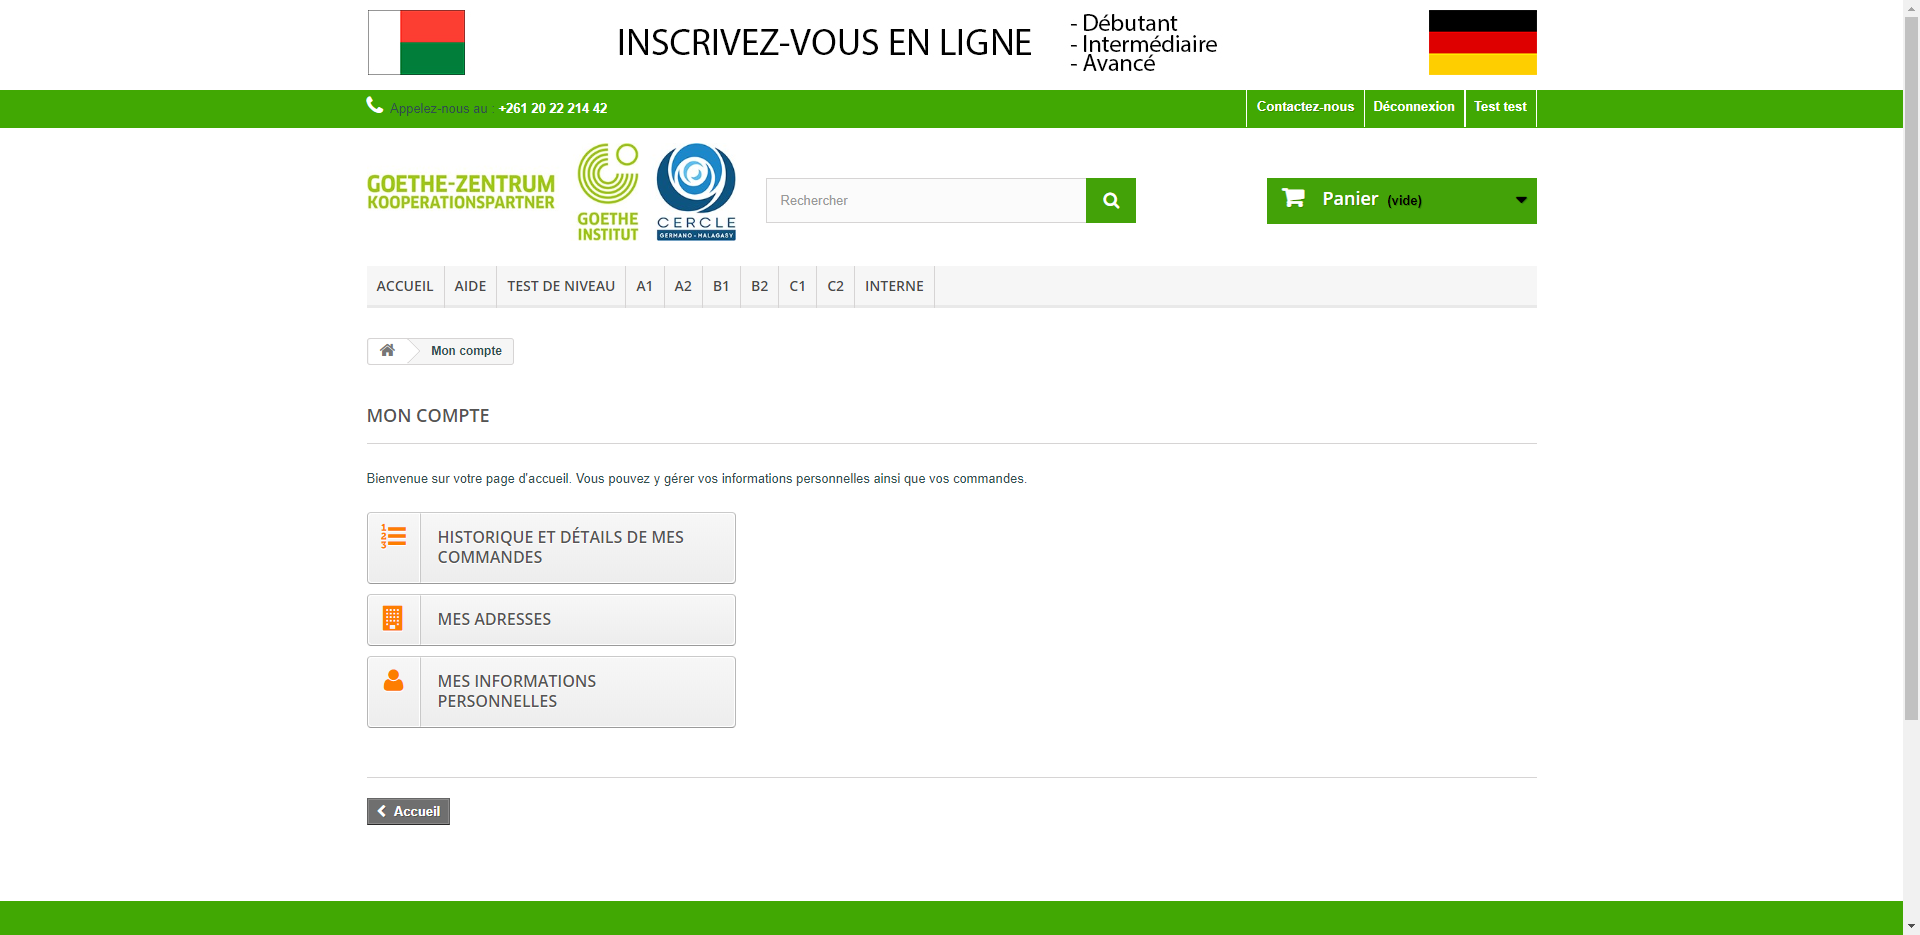 INSCRIVEZ-VOUS EN LIGNE
- Débutant
- Intermédiaire
- Avancé
Appelez-nous au : +261 20 22 214 42
Contactez-nous
Déconnexion
Test test
GOETHE-ZENTRUM
KOOPERATIONSPARTNER
GOETHE
INSTITUT
CERCLE
GERMANO - MALAGASY
Rechercher
Panier (vide)
ACCUEIL
AIDE
TEST DE NIVEAU
A1
A2
B1
B2
C1
C2
INTERNE
Mon compte
MON COMPTE
Bienvenue sur votre page d'accueil. Vous pouvez y gérer vos informations personnelles ainsi que vos commandes.
HISTORIQUE ET DÉTAILS DE MES
COMMANDES
MES ADRESSES
MES INFORMATIONS
PERSONNELLES
Accueil